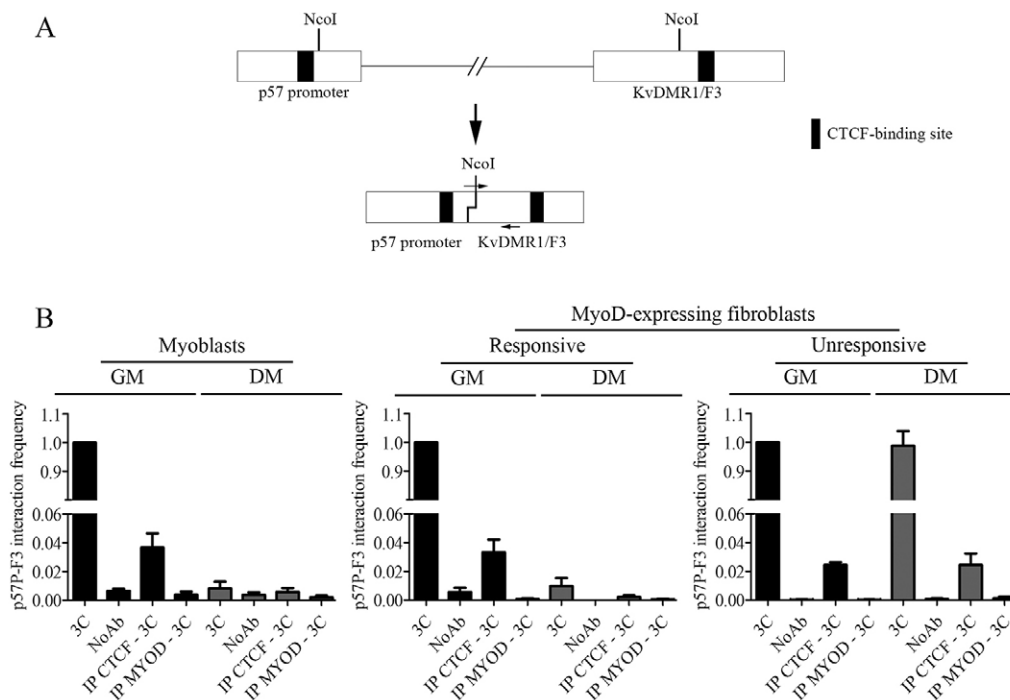 A
NcoI
NcoI
p57 promoter
KvDMR1/F3
CTCF-binding site
NcoI
p57 promoter
KvDMR1/F3
B
MyoD-expressing fibroblasts
Myoblasts
Responsive
Unresponsive
GM
DM
GM
DM
GM
DM
p57P-F3 interaction frequency
1.1
1.0
0.9
0.06
0.04
0.02
0.00
3C
NoAb
IP CTCF - 3C
IP MYOD - 3C
3C
NoAb
IP CTCF - 3C
IP MYOD - 3C
p57P-F3 interaction frequency
1.1
1.0
0.9
0.06
0.04
0.02
0.00
3C
NoAb
IP CTCF - 3C
IP MYOD - 3C
3C
NoAb
IP CTCF - 3C
IP MYOD - 3C
p57P-F3 interaction frequency
1.1
1.0
0.9
0.06
0.04
0.02
0.00
3C
NoAb
IP CTCF - 3C
IP MYOD - 3C
3C
NoAb
IP CTCF - 3C
IP MYOD - 3C